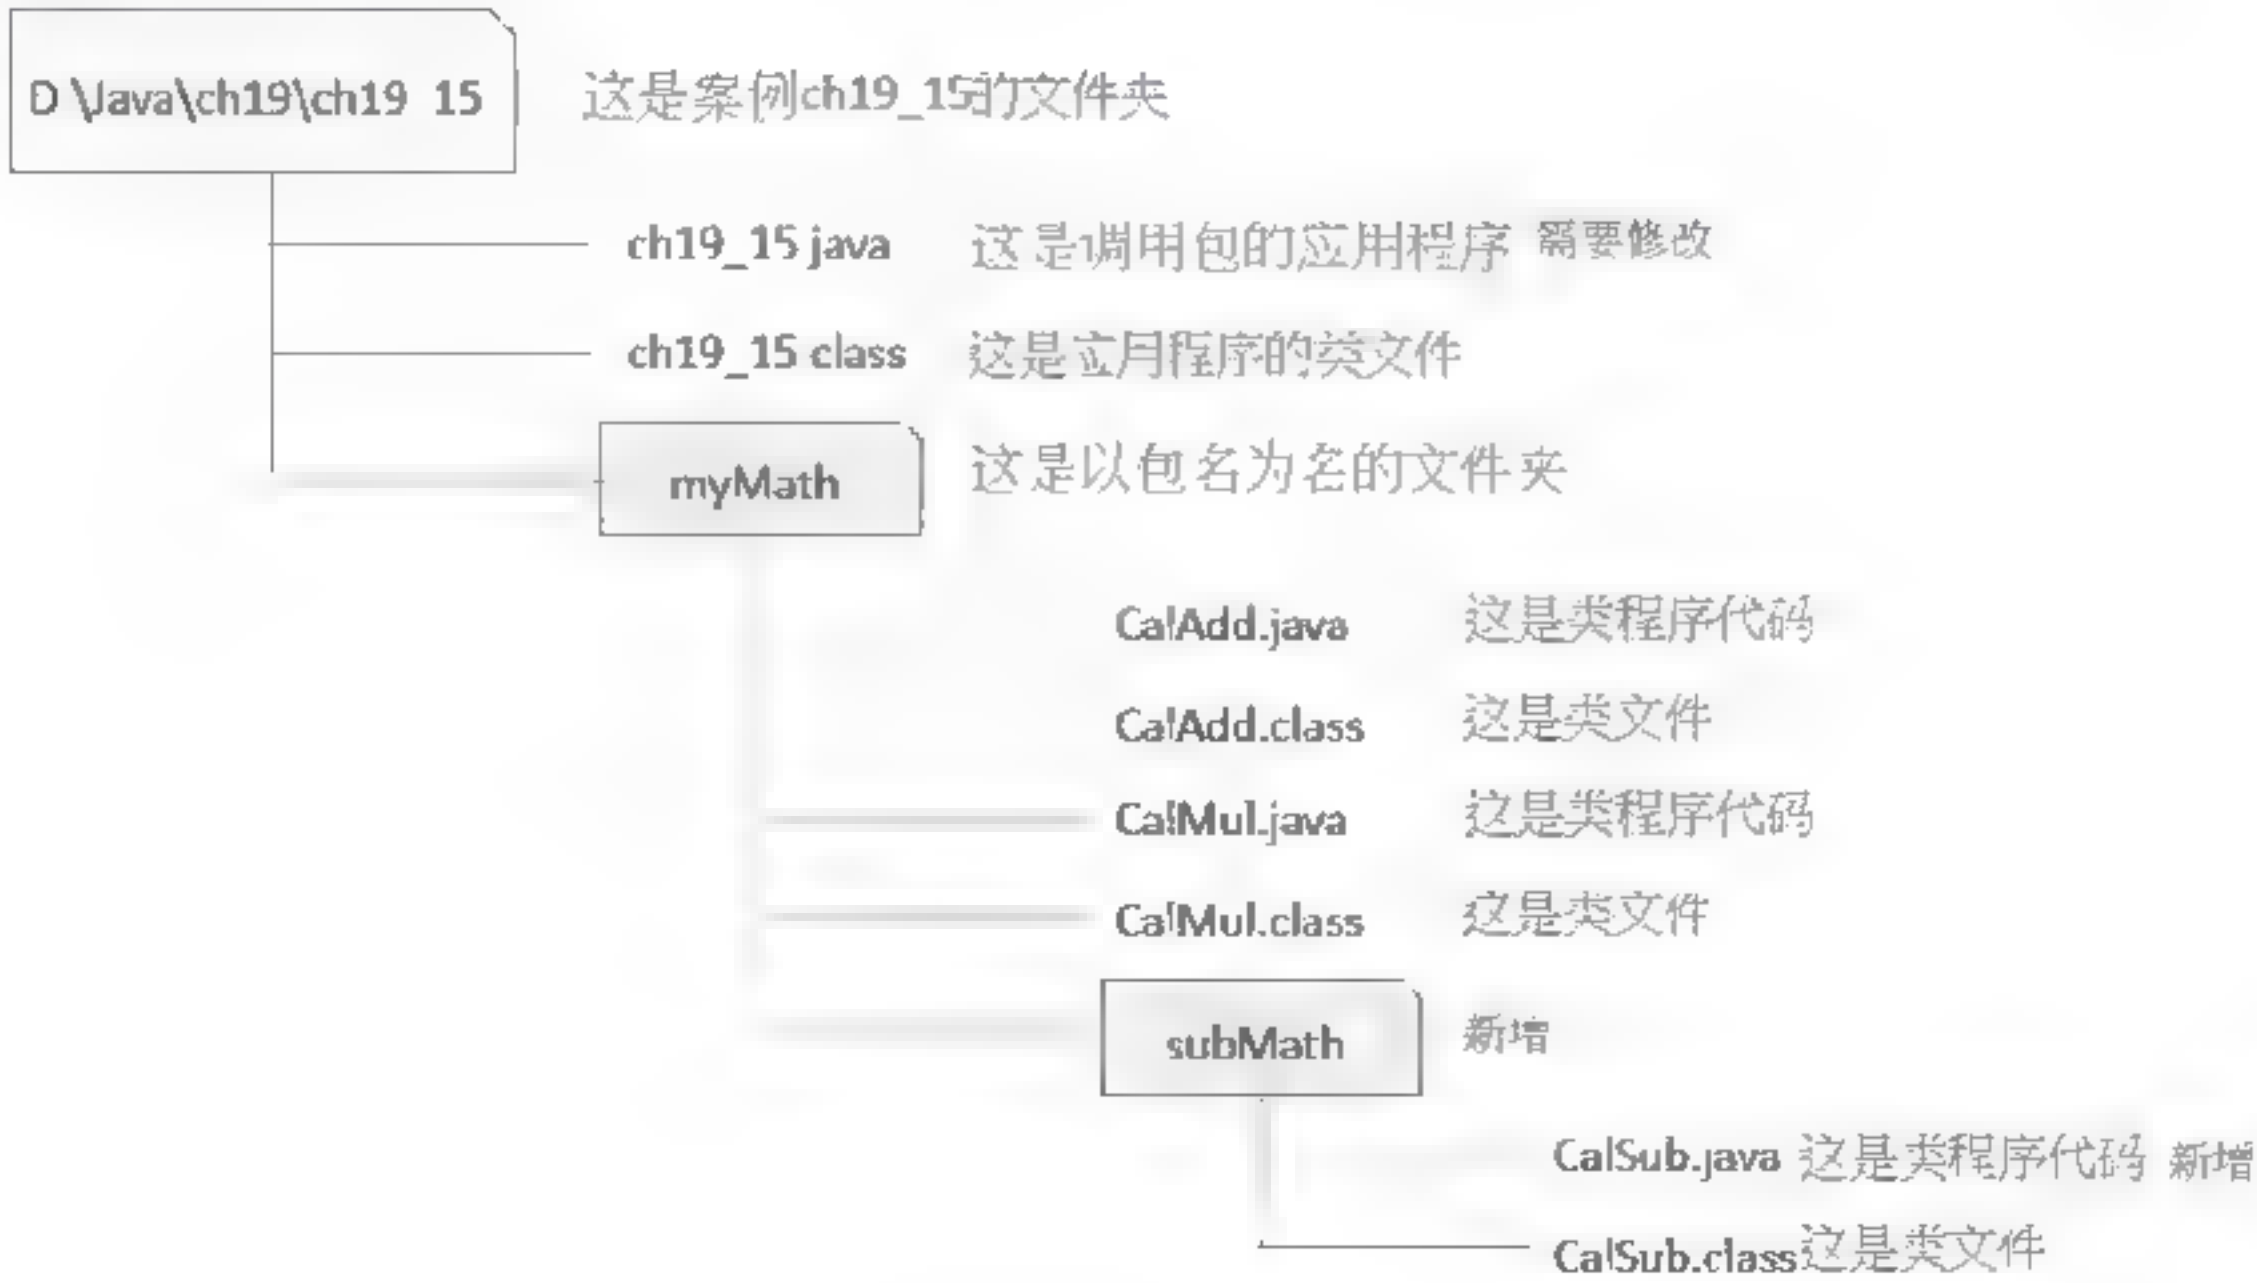 D \Java\ch19\ch19 15 这是案例ch19_15的文件夹
ch19_15 java 这是调用包的应用程序 需要修改
ch19_15 class 这是应用程序的类文件
myMath 这是以包名为名的文件夹
CalAdd.java 这是类程序代码
CalAdd.class 这是类文件
CalMul.java 这是类程序代码
CalMul.class 这是类文件
subMath 新增
CalSub.java 这是类程序代码 新增
CalSub.class 这是类文件